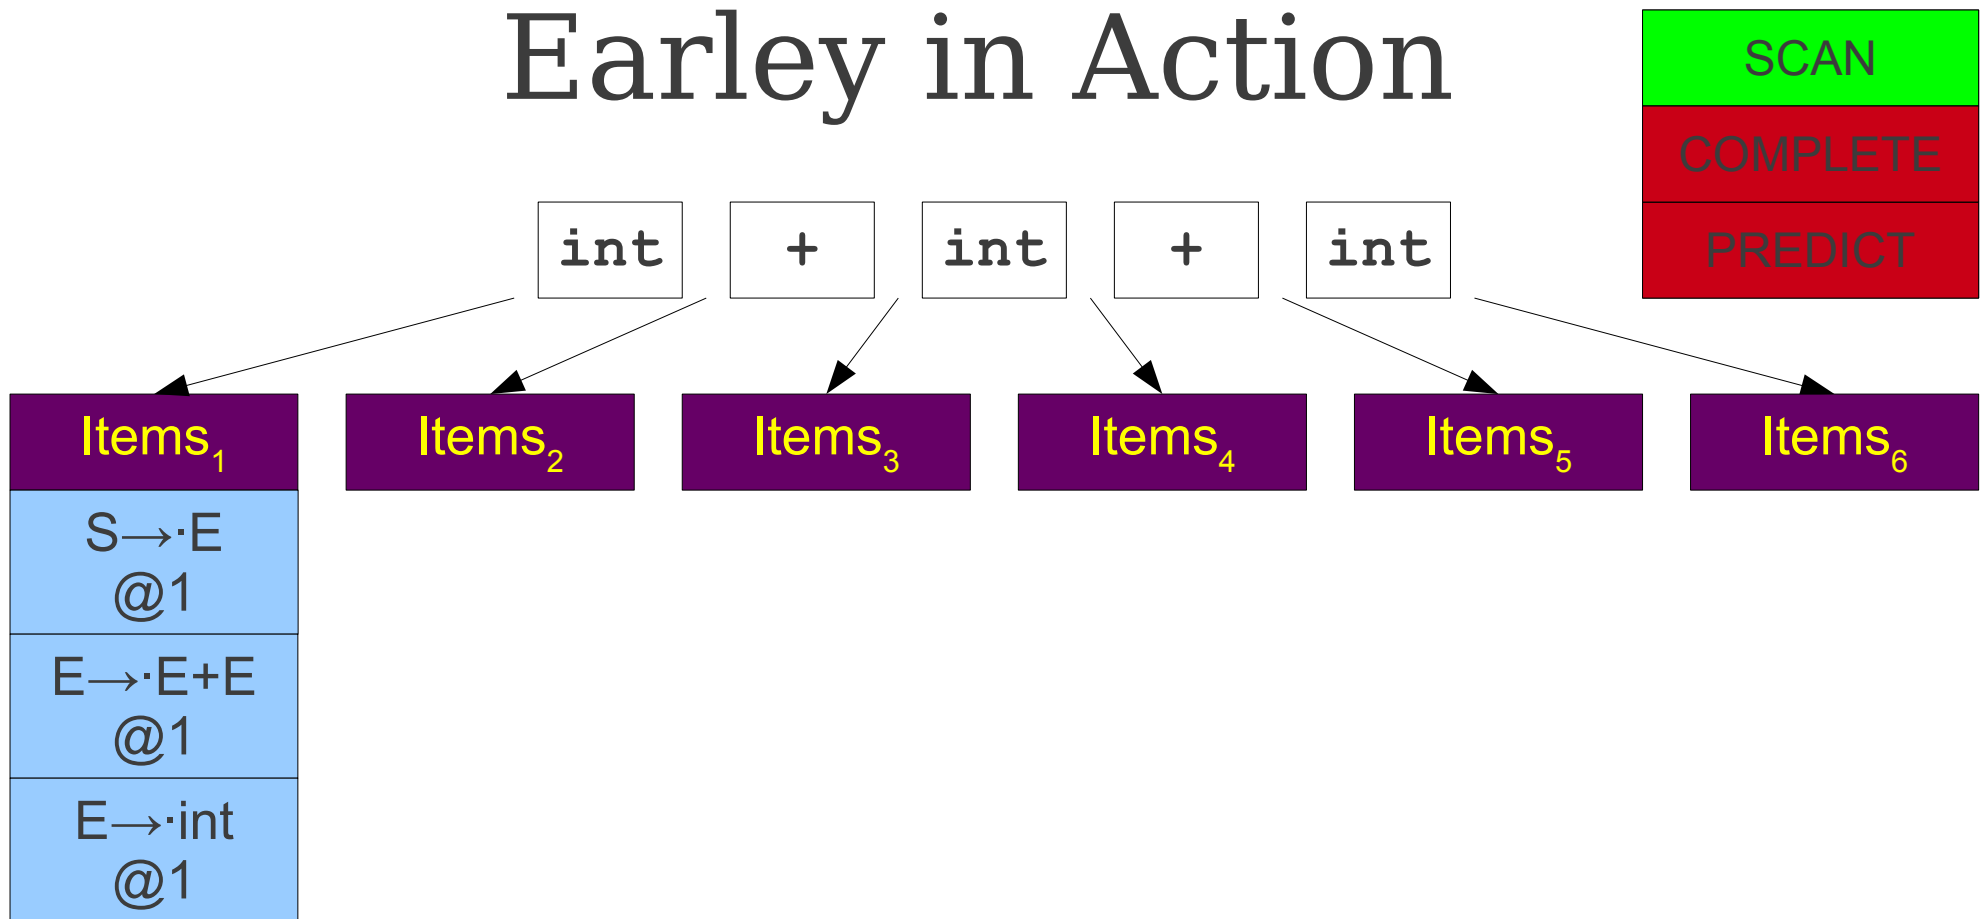 Earley in Action
SCAN
COMPLETE
PREDICT
int + int + int
Items₁ Items₂ Items₃ Items₄ Items₅ Items₆
S→·E
@1
E→·E+E
@1
E→·int
@1